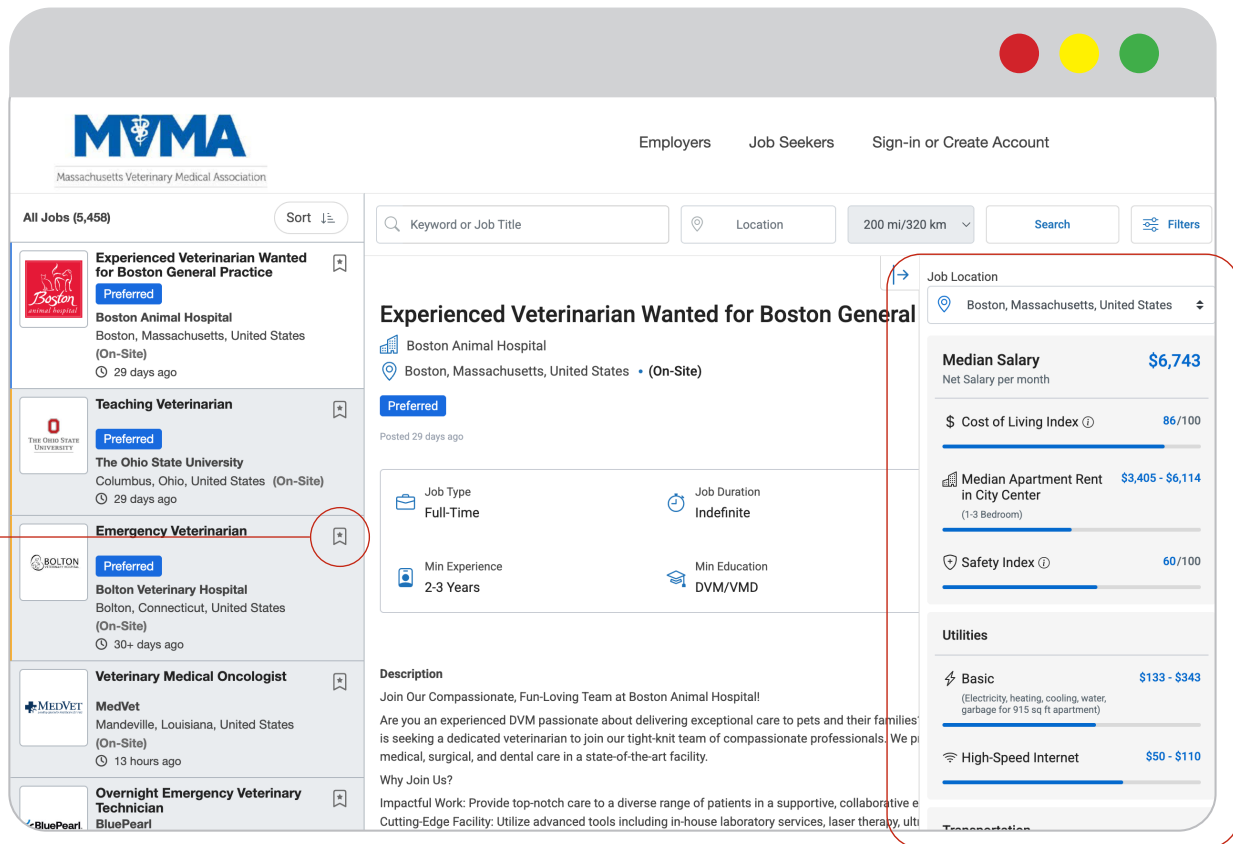 MVMA
Massachusetts Veterinary Medical Association
Employers
Job Seekers
Sign-in or Create Account
All Jobs (5,458)
Sort
Keyword or Job Title
Location
200 mi/320 km
Search
Filters
Boston
animal hospital
Experienced Veterinarian Wanted
for Boston General Practice
Preferred
Boston Animal Hospital
Boston, Massachusetts, United States
(On-Site)
29 days ago
THE OHIO STATE
UNIVERSITY
Teaching Veterinarian
Preferred
The Ohio State University
Columbus, Ohio, United States (On-Site)
29 days ago
BOLTON
VETERINARY HOSPITAL
Emergency Veterinarian
Preferred
Bolton Veterinary Hospital
Bolton, Connecticut, United States
(On-Site)
30+ days ago
MEDVET
Veterinary Medical Oncologist
MedVet
Mandeville, Louisiana, United States
(On-Site)
13 hours ago
BluePearl
Overnight Emergency Veterinary
Technician
BluePearl
Experienced Veterinarian Wanted for Boston General
Boston Animal Hospital
Boston, Massachusetts, United States • (On-Site)
Preferred
Posted 29 days ago
Job Type
Full-Time
Job Duration
Indefinite
Min Experience
2-3 Years
Min Education
DVM/VMD
Description
Join Our Compassionate, Fun-Loving Team at Boston Animal Hospital!
Are you an experienced DVM passionate about delivering exceptional care to pets and their families?
is seeking a dedicated veterinarian to join our tight-knit team of compassionate professionals. We p
medical, surgical, and dental care in a state-of-the-art facility.
Why Join Us?
Impactful Work: Provide top-notch care to a diverse range of patients in a supportive, collaborative e
Cutting-Edge Facility: Utilize advanced tools including in-house laboratory services, laser therapy, ult
Job Location
Boston, Massachusetts, United States
Median Salary
$6,743
Net Salary per month
$ Cost of Living Index
86/100
Median Apartment Rent
in City Center
$3,405 - $6,114
(1-3 Bedroom)
Safety Index
60/100
Utilities
Basic
$133 - $343
(Electricity, heating, cooling, water,
garbage for 915 sq ft apartment)
High-Speed Internet
$50 - $110
Transportation